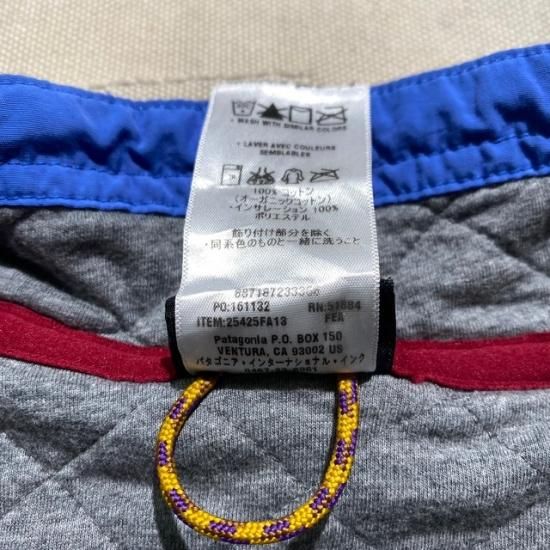 • WASH WITH SIMILAR COLORS
• LAVER AVEC COULEURS
SEMBLABLES
100% コットン
(オーガニックコットン)
• インサレーション 100%
ポリエステル
飾り付け部分を除く
• 同系色のものと一緒に洗うこと
PO:161132 RN:51884
ITEM:25425FA13 FEA
Patagonia P.O. BOX 150
VENTURA, CA 93002 US
パタゴニア・インターナショナル・インク